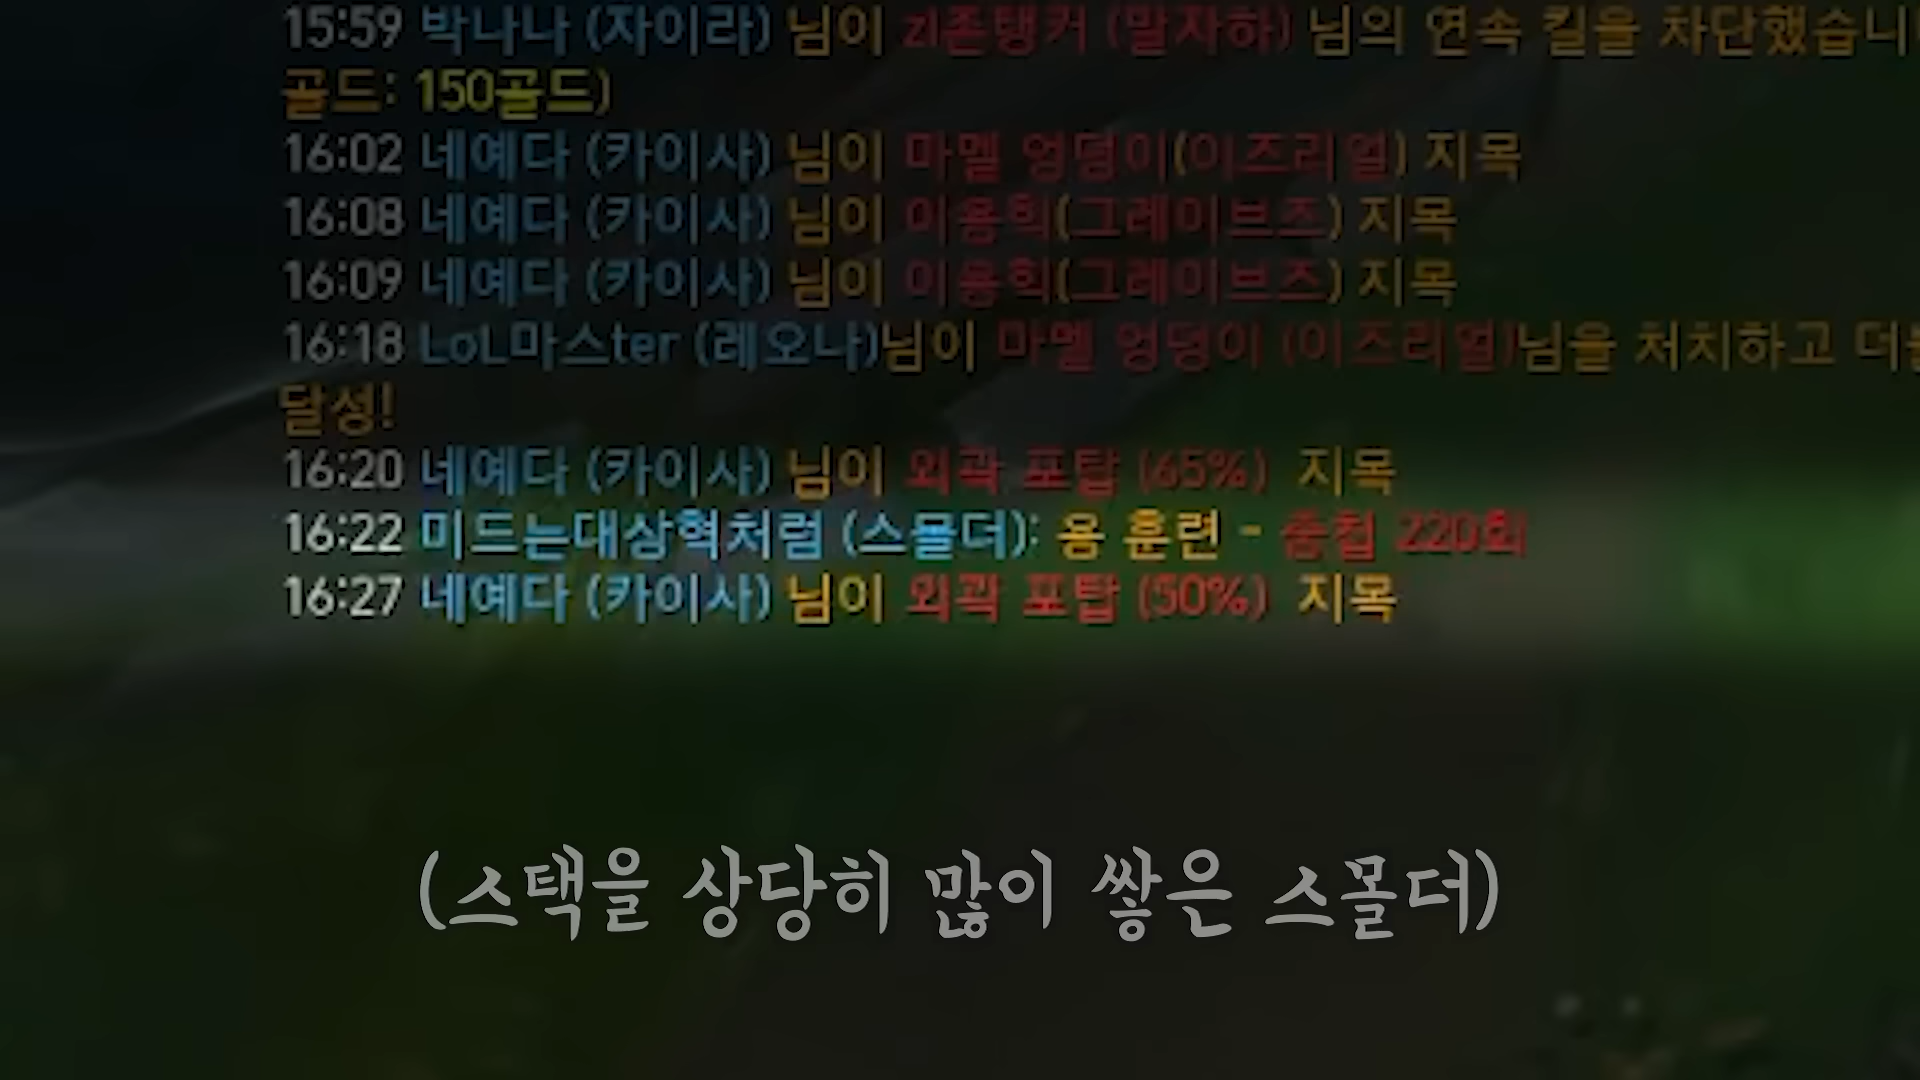 15:59 박나나 (자이라) 님이 zl존탱커 (말자하) 님의 연속 킬을 차단했습니
골드: 150골드)
16:02 네예다 (카이사) 님이 마멜 엉덩이(이즈리얼) 지목
16:08 네예다 (카이사) 님이 이용희(그레이브즈) 지목
16:09 네예다 (카이사) 님이 이용희(그레이브즈) 지목
16:18 LoL마스ter (레오나)님이 마멜 엉덩이 (이즈리얼)님을 처치하고
달성!
16:20 네예다 (카이사) 님이 외곽 포탑 (65%) 지목
16:22 미드는대상혁처럼 (스몰더): 용 훈련 - 중첩 220회
16:27 네예다 (카이사) 님이 외곽 포탑 (50%) 지목
(스택을 상당히 많이 쌓은 스몰더)